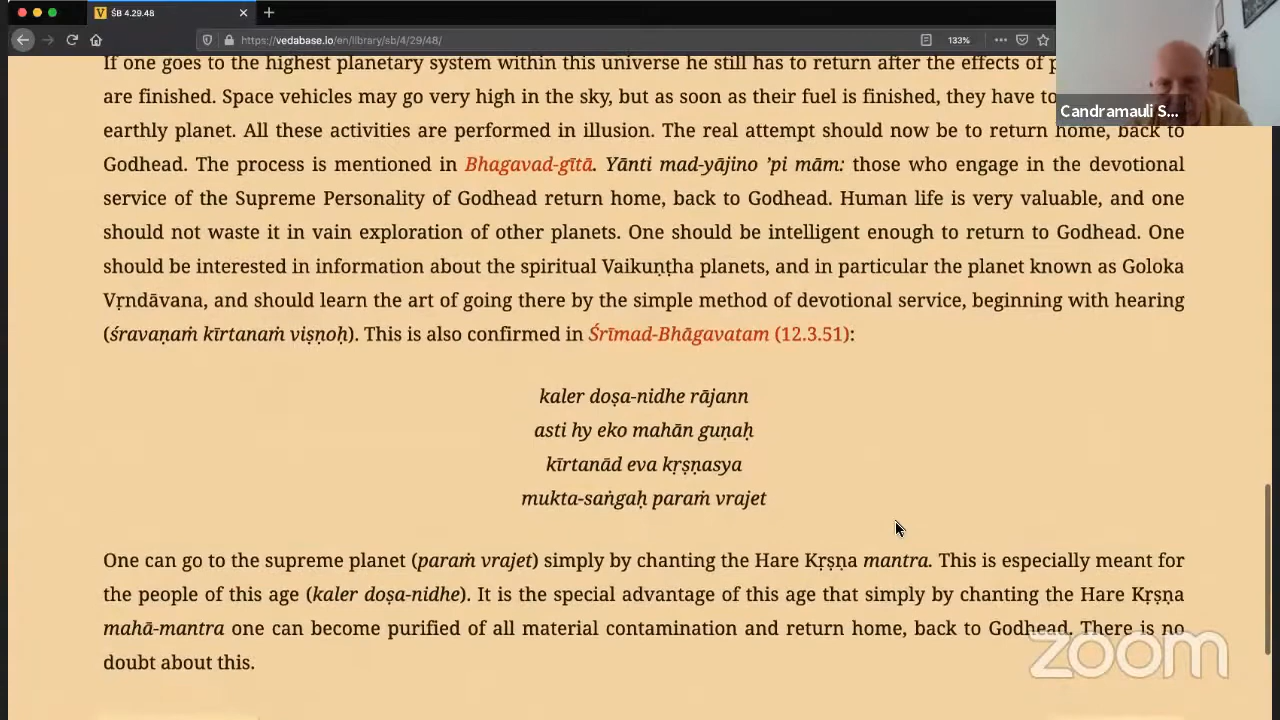 ŚB 4.29.48
https://vedabase.io/en/library/sb/4/29/48/
133%
If one goes to the highest planetary system within this universe he still has to return after the effects of
are finished. Space vehicles may go very high in the sky, but as soon as their fuel is finished, they have to
Candramauli S...
earthly planet. All these activities are performed in illusion. The real attempt should now be to return home, back to
Godhead. The process is mentioned in Bhagavad-gītā. Yānti mad-yājino ’pi mām: those who engage in the devotional
service of the Supreme Personality of Godhead return home, back to Godhead. Human life is very valuable, and one
should not waste it in vain exploration of other planets. One should be intelligent enough to return to Godhead. One
should be interested in information about the spiritual Vaikuṇṭha planets, and in particular the planet known as Goloka
Vṛndāvana, and should learn the art of going there by the simple method of devotional service, beginning with hearing
(śravaṇaṁ kīrtanaṁ viṣṇoḥ). This is also confirmed in Śrīmad-Bhāgavatam (12.3.51):
kaler doṣa-nidhe rājann
asti hy eko mahān guṇaḥ
kīrtanād eva kṛṣṇasya
mukta-saṅgaḥ paraṁ vrajet
One can go to the supreme planet (paraṁ vrajet) simply by chanting the Hare Kṛṣṇa mantra. This is especially meant for
the people of this age (kaler doṣa-nidhe). It is the special advantage of this age that simply by chanting the Hare Kṛṣṇa
mahā-mantra one can become purified of all material contamination and return home, back to Godhead. There is no
doubt about this.
zoom